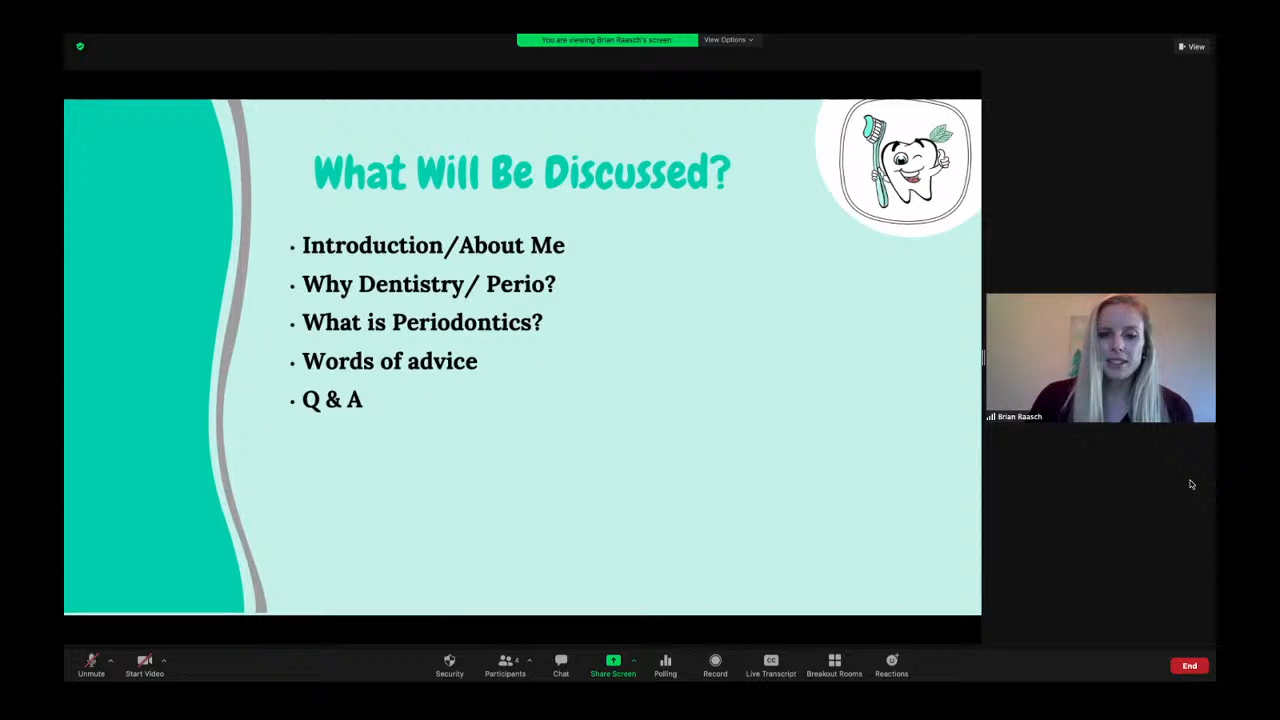 You are viewing Brian Raasch's screen
View Options
View
What Will Be Discussed?
• Introduction/About Me
• Why Dentistry/ Perio?
• What is Periodontics?
• Words of advice
• Q & A
Brian Raasch
Unmute
Start Video
Security
4
Participants
Chat
Share Screen
Polling
Record
CC
Live Transcript
Breakout Rooms
Reactions
End